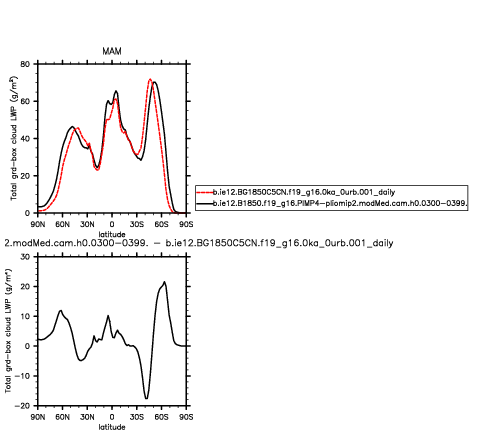 MAM
Total grd-box cloud LWP (g/m²)
80
60
40
20
0
90N 60N 30N 0 30S 60S 90S
latitude
b.ie12.BG1850C5CN.f19_g16.0ka_0urb.001_daily
b.ie12.B1850.f19_g16.PIMP4-pliomip2.modMed.cam.h0.0300-0399.
2.modMed.cam.h0.0300-0399. - b.ie12.BG1850C5CN.f19_g16.0ka_0urb.001_daily
Total grd-box cloud LWP (g/m²)
30
20
10
0
-10
-20
90N 60N 30N 0 30S 60S 90S
latitude